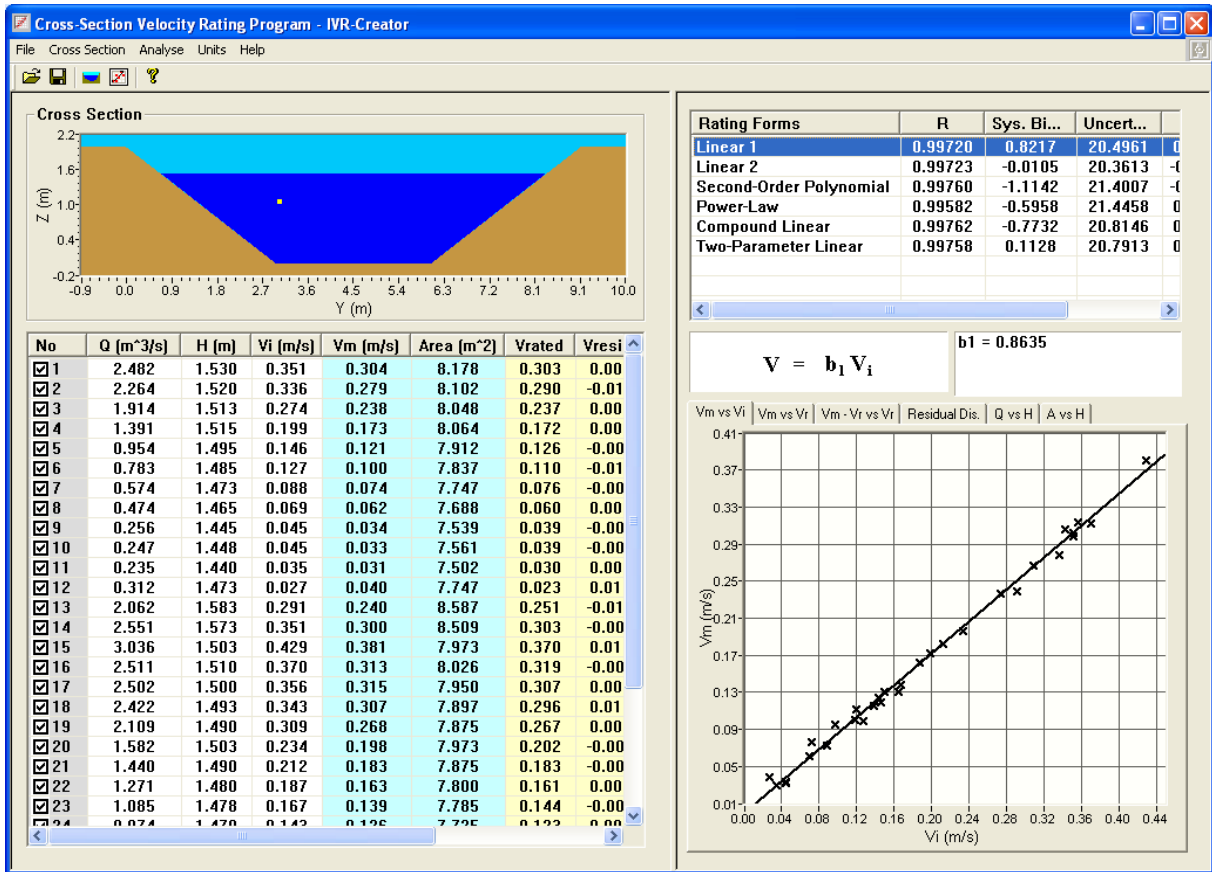 Cross-Section Velocity Rating Program - IVR-Creator
File Cross Section Analyse Units Help
Cross Section
2.2
1.6
1.0
0.4
-0.2
Z (m)
-0.9 0.0 0.9 1.8 2.7 3.6 4.5 5.4 6.3 7.2 8.1 9.1 10.0
Y (m)
No Q (m^3/s) H (m) Vi (m/s) Vm (m/s) Area (m^2) Vrated Vresi
1 2.482 1.530 0.351 0.304 8.178 0.303 0.00
2 2.264 1.520 0.336 0.279 8.102 0.290 -0.01
3 1.914 1.513 0.274 0.238 8.048 0.237 0.00
4 1.391 1.515 0.199 0.173 8.064 0.172 0.00
5 0.954 1.495 0.146 0.121 7.912 0.126 -0.00
6 0.783 1.485 0.127 0.100 7.837 0.110 -0.01
7 0.574 1.473 0.088 0.074 7.747 0.076 -0.00
8 0.474 1.465 0.069 0.062 7.688 0.060 0.00
9 0.256 1.445 0.045 0.034 7.539 0.039 -0.00
10 0.247 1.448 0.045 0.033 7.561 0.039 -0.00
11 0.235 1.440 0.035 0.031 7.502 0.030 0.00
12 0.312 1.473 0.027 0.040 7.747 0.023 0.01
13 2.062 1.583 0.291 0.240 8.587 0.251 -0.01
14 2.551 1.573 0.351 0.300 8.509 0.303 -0.00
15 3.036 1.503 0.429 0.381 7.973 0.370 0.01
16 2.511 1.510 0.370 0.313 8.026 0.319 -0.00
17 2.502 1.500 0.356 0.315 7.950 0.307 0.00
18 2.422 1.493 0.343 0.307 7.897 0.296 0.01
19 2.109 1.490 0.309 0.268 7.875 0.267 0.00
20 1.582 1.503 0.234 0.198 7.973 0.202 -0.00
21 1.440 1.490 0.212 0.183 7.875 0.183 -0.00
22 1.271 1.480 0.187 0.163 7.800 0.161 0.00
23 1.085 1.478 0.167 0.139 7.785 0.144 -0.00
Rating Forms R Sys. Bi... Uncert...
Linear 1 0.99720 0.8217 20.4961 0
Linear 2 0.99723 -0.0105 20.3613
Second-Order Polynomial 0.99760 -1.1142 21.4007
Power-Law 0.99582 -0.5958 21.4458 0
Compound Linear 0.99762 -0.7732 20.8146 0
Two-Parameter Linear 0.99758 0.1128 20.7913 0
V = b1 Vi
b1 = 0.8635
Vm vs Vi Vm vs Vr Vm - Vr vs Vr Residual Dis. Q vs H A vs H
0.41
0.37
0.33
0.29
0.25
0.21
0.17
0.13
0.09
0.05
0.01
Vm (m/s)
0.00 0.04 0.08 0.12 0.16 0.20 0.24 0.28 0.32 0.36 0.40 0.44
Vi (m/s)